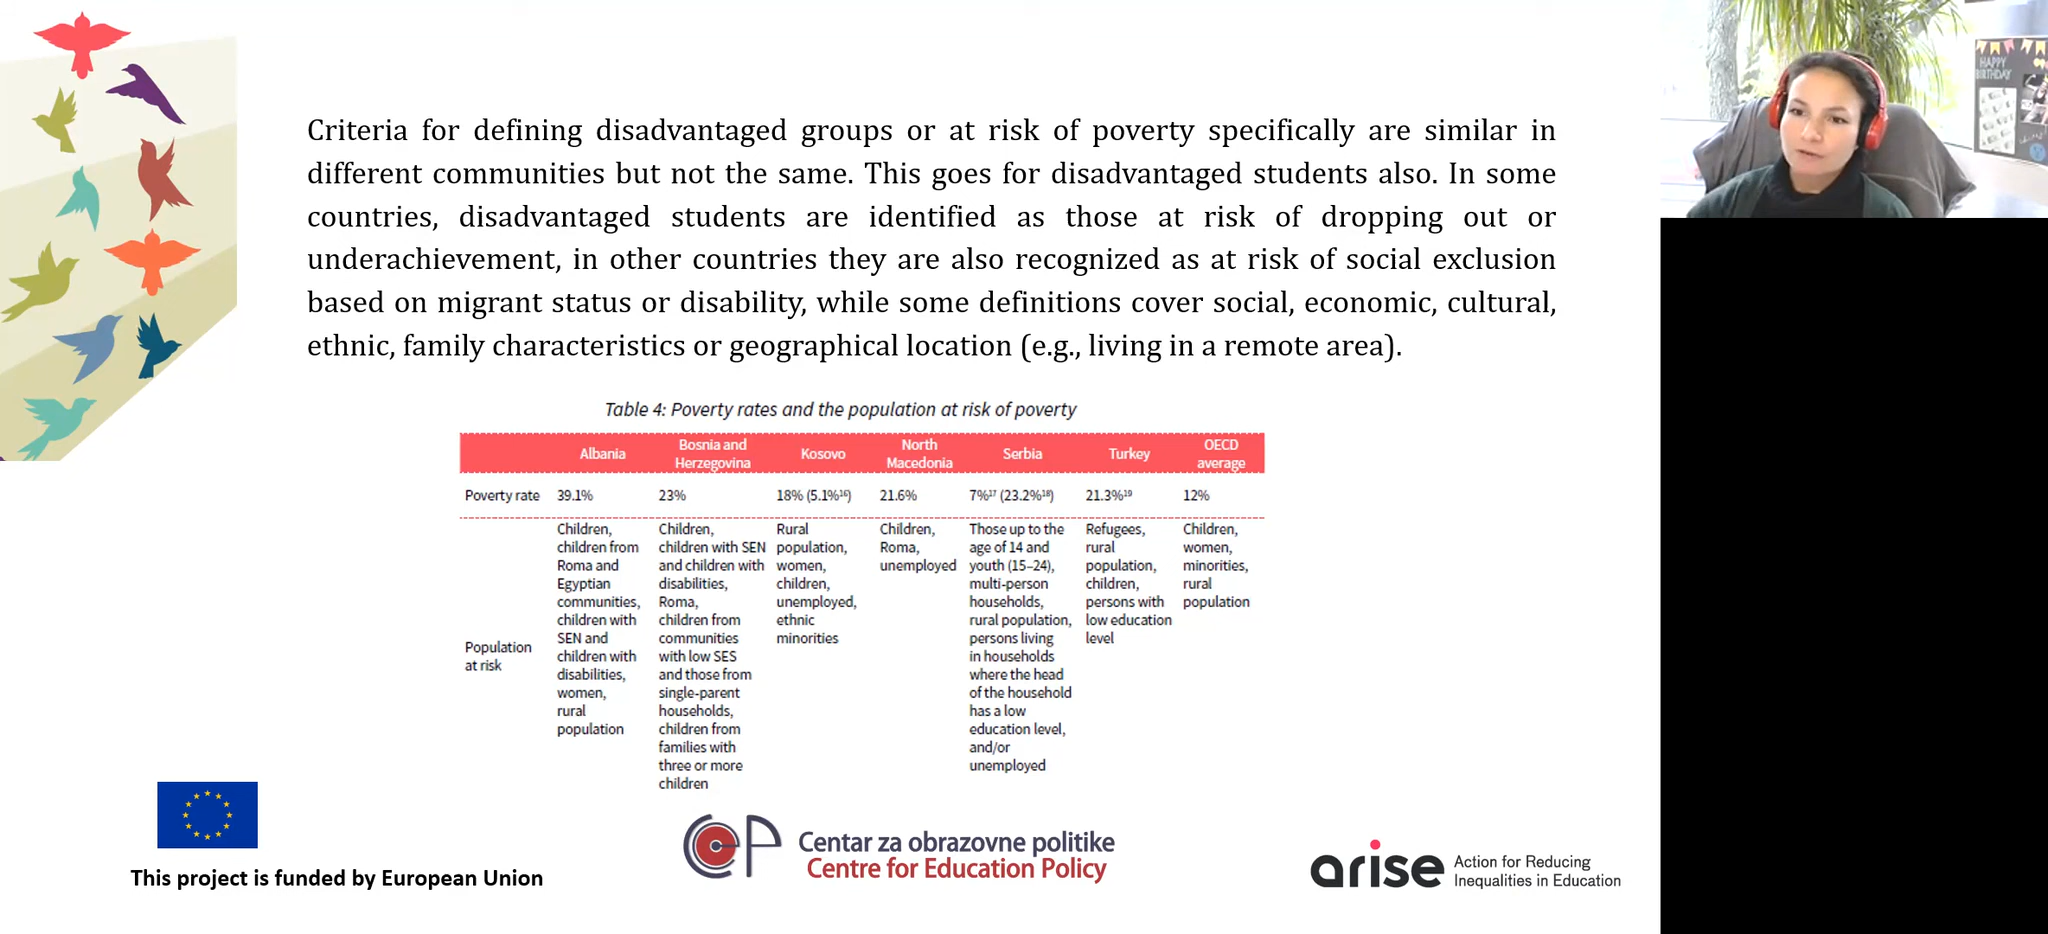 Criteria for defining disadvantaged groups or at risk of poverty specifically are similar in
different communities but not the same. This goes for disadvantaged students also. In some
countries, disadvantaged students are identified as those at risk of dropping out or
underachievement, in other countries they are also recognized as at risk of social exclusion
based on migrant status or disability, while some definitions cover social, economic, cultural,
ethnic, family characteristics or geographical location (e.g., living in a remote area).
Table 4: Poverty rates and the population at risk of poverty
Albania
Bosnia and
Herzegovina
Kosovo
North
Macedonia
Serbia
Turkey
OECD
average
Poverty rate 39.1% 23% 18% (5.1%¹⁶) 21.6% 7%¹⁷ (23.2%¹⁸) 21.3%¹⁹ 12%
Population
at risk
Children,
children from
Roma and
Egyptian
communities,
children with
SEN and
children with
disabilities,
women,
rural
population
Children,
children with SEN
and children with
disabilities,
Roma,
children from
communities
with low SES
and those from
single-parent
households,
children from
families with
three or more
children
Rural
population,
women,
children,
unemployed,
ethnic
minorities
Children,
Roma,
unemployed
Those up to the
age of 14 and
youth (15–24),
multi-person
households,
rural population,
persons living
in households
where the head
of the household
has a low
education level,
and/or
unemployed
Refugees,
rural
population,
children,
persons with
low education
level
Children,
women,
minorities,
rural
population
This project is funded by European Union
CEP
Centar za obrazovne politike
Centre for Education Policy
arise
Action for Reducing
Inequalities in Education
HAPPY
BIRTHDAY